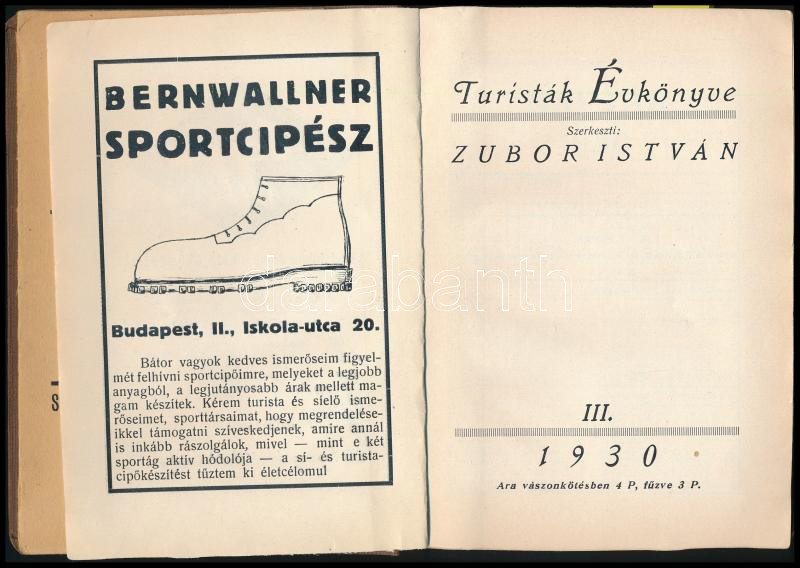 BERNWALLNER
SPORTCIPÉSZ
Budapest, II., Iskola-utca 20.
Bátor vagyok kedves ismerőseim figyel-
mét felhívni sportcipőimre, melyeket a legjobb
anyagból, a legjutányosabb árak mellett ma-
gam készítek. Kérem turista és síelő isme-
rőseimet, sporttársaimat, hogy megrendelése-
ikkel támogatni szíveskedjenek, amire annál
is inkább rászolgálok, mivel — mint e két
sportág aktív hódolója — a sí- és turista-
cipőkészítést tűztem ki életcélomul
Turisták Évkönyve
Szerkeszti:
ZUBOR ISTVÁN
III.
1930
Ara vászonkötésben 4 P, fűzve 3 P.
darabanth
S